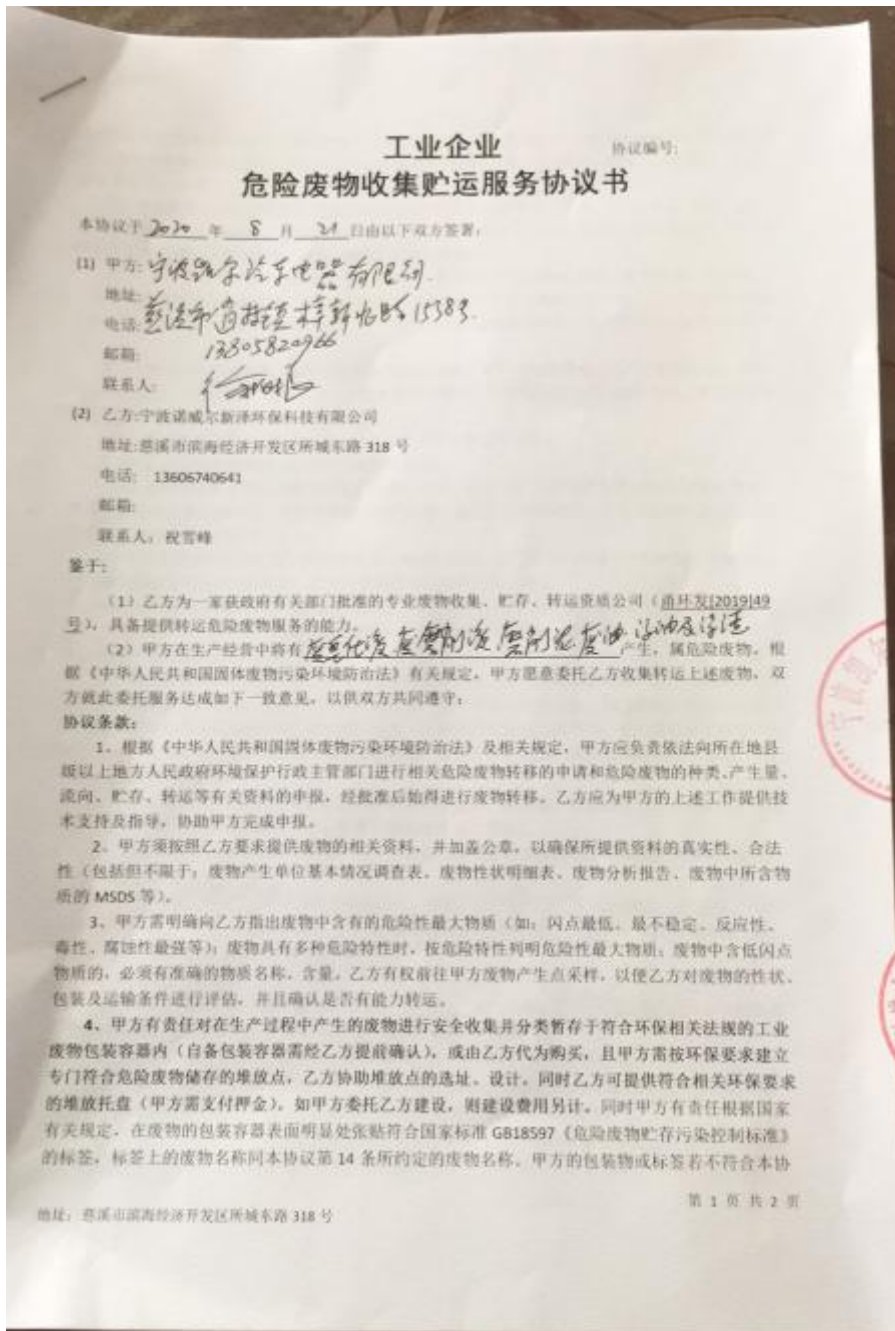 工业企业 协议编号:
危险废物收集贮运服务协议书
本协议于 2020 年 8 月 21 日由以下双方签署:
(1) 甲方: 宁波凯尔汽车电器有限公司
地址: 慈溪市 1538号
电话:
邮箱: 13805820966
联系人:
(2) 乙方:宁波诺威尔新泽环保科技有限公司
地址:慈溪市滨海经济开发区所城东路 318 号
电话: 13606740641
邮箱:
联系人: 祝雪峰
鉴于:
(1) 乙方为一家获政府有关部门批准的专业废物收集、贮存、转运资质公司(甬环发[2019]49
号),具备提供转运危险废物服务的能力。
(2) 甲方在生产经营中将有 废皂化液 废磨削液 磨削泥 废油 浮油及浮渣 产生,属危险废物。根
据《中华人民共和国固体废物污染环境防治法》有关规定,甲方愿意委托乙方收集转运上述废物,双
方就此委托服务达成如下一致意见,以供双方共同遵守:
协议条款:
1、根据《中华人民共和国固体废物污染环境防治法》及相关规定,甲方应负责依法向所在地县
级以上地方人民政府环境保护行政主管部门进行相关危险废物转移的申请和危险废物的种类、产生量、
流向、贮存、转运等有关资料的申报,经批准后始得进行废物转移。乙方应为甲方的上述工作提供技
术支持及指导,协助甲方完成申报。
2、甲方须按照乙方要求提供废物的相关资料,并加盖公章,以确保所提供资料的真实性、合法
性(包括但不限于:废物产生单位基本情况调查表、废物性状明细表、废物分析报告、废物中所含物
质的 MSDS 等)。
3、甲方需明确向乙方指出废物中含有的危险性最大物质(如:闪点最低、最不稳定、反应性、
毒性、腐蚀性最强等);废物具有多种危险特性时,按危险特性列明危险性最大物质;废物中含低闪点
物质的,必须有准确的物质名称、含量。乙方有权前往甲方废物产生点采样,以便乙方对废物的性状、
包装及运输条件进行评估,并且确认是否有能力转运。
4、甲方有责任对在生产过程中产生的废物进行安全收集并分类暂存于符合环保相关法规的工业
废物包装容器内(自备包装容器需经乙方提前确认),或由乙方代为购买,且甲方需按环保要求建立
专门符合危险废物储存的堆放点,乙方协助堆放点的选址、设计,同时乙方可提供符合相关环保要求
的堆放托盘(甲方需支付押金)。如甲方委托乙方建设,则建设费用另计。同时甲方有责任根据国家
有关规定,在废物的包装容器表面明显处张贴符合国家标准 GB18597《危险废物贮存污染控制标准》
的标签,标签上的废物名称同本协议第 14 条所约定的废物名称。甲方的包装物或标签若不符合本协
第 1 页 共 2 页
地址:慈溪市滨海经济开发区所城东路 318 号